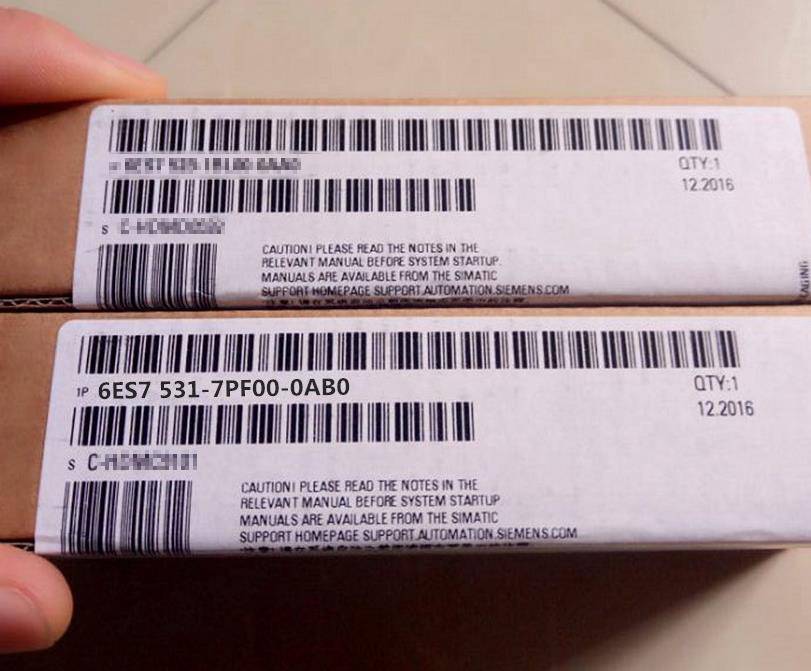 6ES7
QTY:1
12.2016
S
CAUTION! PLEASE READ THE NOTES IN THE
RELEVANT MANUAL BEFORE SYSTEM STARTUP.
MANUALS ARE AVAILABLE FROM THE SIMATIC
SUPPORT HOMEPAGE SUPPORT.AUTOMATION.SIEMENS.COM
1P 6ES7 531-7PF00-0AB0
QTY:1
12.2016
S
CAUTION! PLEASE READ THE NOTES IN THE
RELEVANT MANUAL BEFORE SYSTEM STARTUP
MANUALS ARE AVAILABLE FROM THE SIMATIC
SUPPORT HOMEPAGE SUPPORT.AUTOMATION.SIEMENS.COM